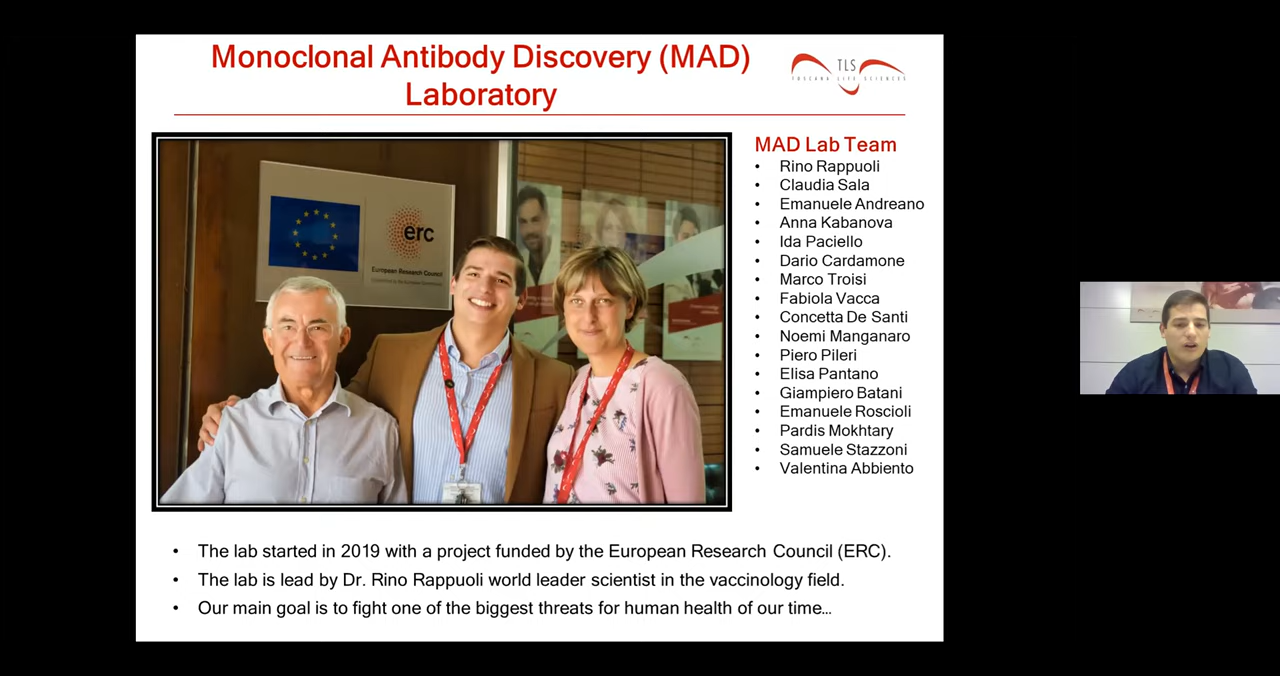 Monoclonal Antibody Discovery (MAD)
Laboratory
TLS
TOSCANA LIFE SCIENCES
erc
European Research Council
MAD Lab Team
• Rino Rappuoli
• Claudia Sala
• Emanuele Andreano
• Anna Kabanova
• Ida Paciello
• Dario Cardamone
• Marco Troisi
• Fabiola Vacca
• Concetta De Santi
• Noemi Manganaro
• Piero Pileri
• Elisa Pantano
• Giampiero Batani
• Emanuele Roscioli
• Pardis Mokhtary
• Samuele Stazzoni
• Valentina Abbiento
• The lab started in 2019 with a project funded by the European Research Council (ERC).
• The lab is lead by Dr. Rino Rappuoli world leader scientist in the vaccinology field.
• Our main goal is to fight one of the biggest threats for human health of our time…